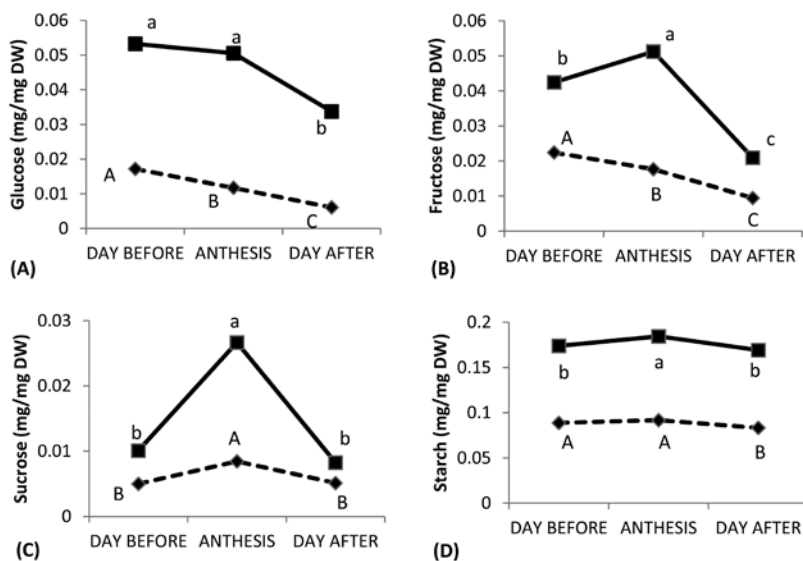 Glucose (mg/mg DW)
0.06
0.05
0.04
0.03
0.02
0.01
0
a
a
b
A
B
C
DAY BEFORE ANTHESIS DAY AFTER
(A)
Fructose (mg/mg DW)
0.06
0.05
0.04
0.03
0.02
0.01
0
b
a
c
A
B
C
DAY BEFORE ANTHESIS DAY AFTER
(B)
Sucrose (mg/mg DW)
0.03
0.02
0.01
0
b
a
b
B
A
B
DAY BEFORE ANTHESIS DAY AFTER
(C)
Starch (mg/mg DW)
0.2
0.15
0.1
0.05
0
b
a
b
A
A
B
DAY BEFORE ANTHESIS DAY AFTER
(D)